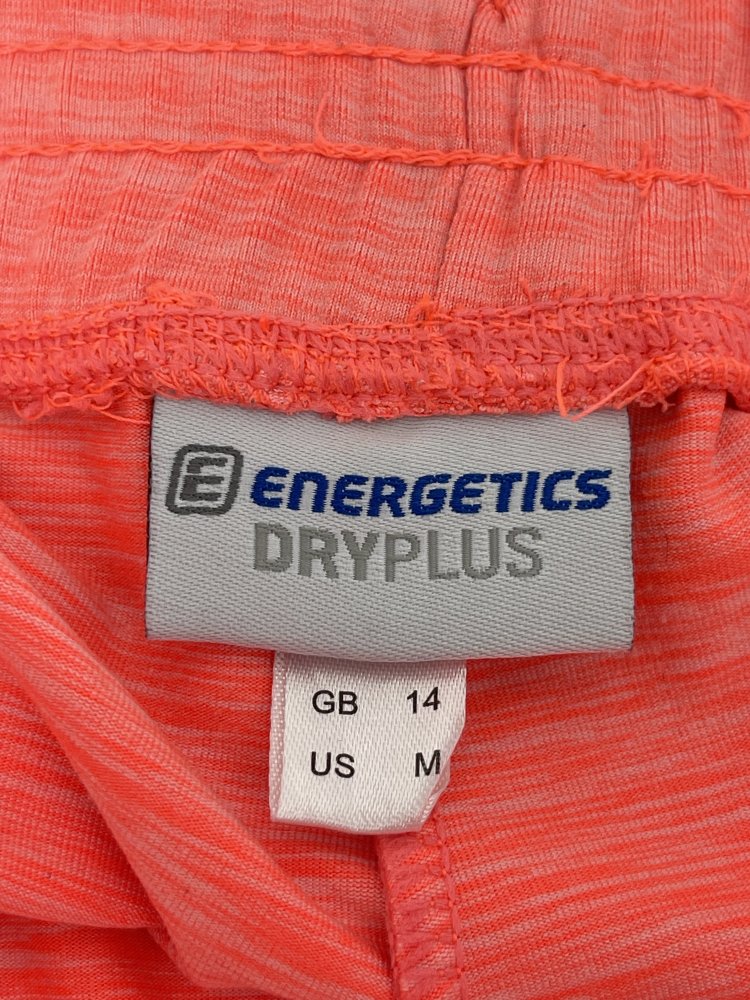 E ENERGETICS
DRYPLUS
GB 14
US M